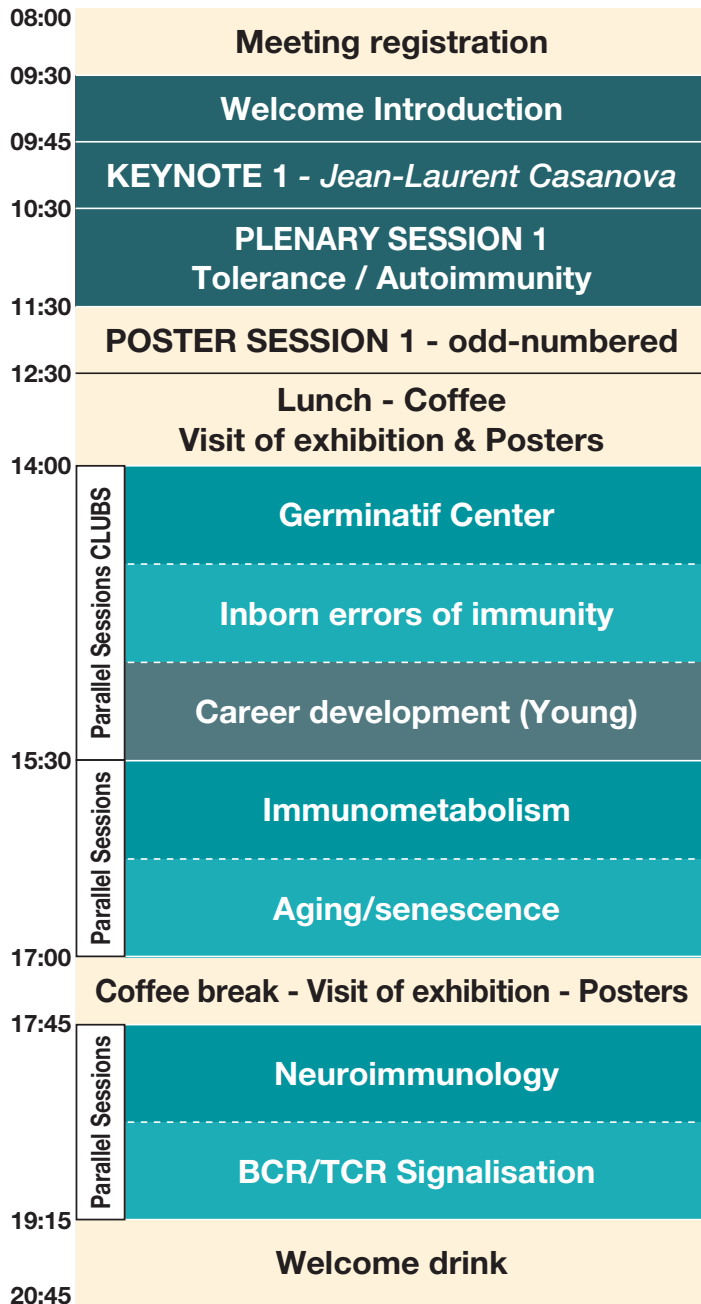 08:00
Meeting registration
09:30
Welcome Introduction
09:45
KEYNOTE 1 - Jean-Laurent Casanova
10:30
PLENARY SESSION 1
Tolerance / Autoimmunity
11:30
POSTER SESSION 1 - odd-numbered
12:30
Lunch - Coffee
Visit of exhibition & Posters
14:00
Parallel Sessions CLUBS
Germinatif Center
Inborn errors of immunity
Career development (Young)
15:30
Parallel Sessions
Immunometabolism
Aging/senescence
17:00
Coffee break - Visit of exhibition - Posters
17:45
Parallel Sessions
Neuroimmunology
BCR/TCR Signalisation
19:15
Welcome drink
20:45